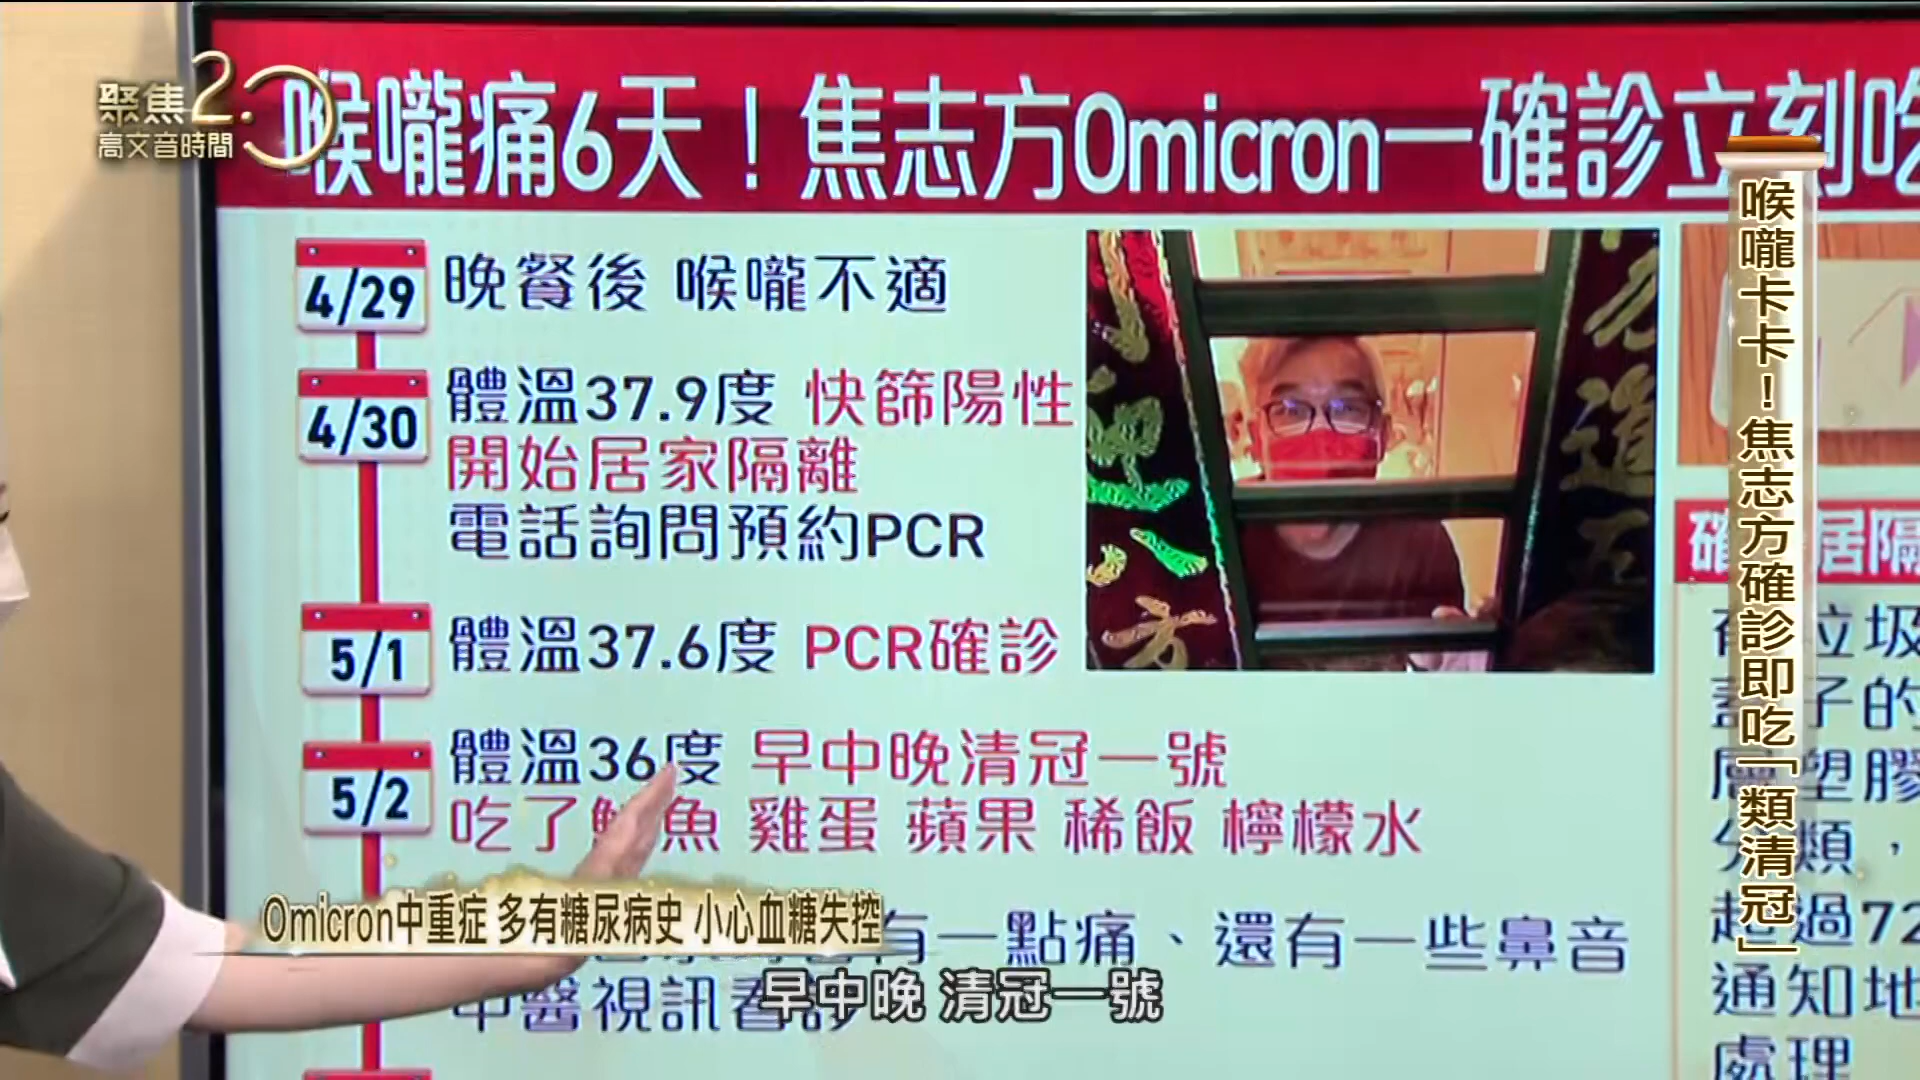 聚焦2.0
高文音時間
喉嚨痛6天！焦志方Omicron一確診立刻吃
4/29
晚餐後 喉嚨不適
4/30
體溫37.9度 快篩陽性
開始居家隔離
電話詢問預約PCR
5/1
體溫37.6度 PCR確診
5/2
體溫36度 早中晚清冠一號
吃了 魚 雞蛋 蘋果 稀飯 檸檬水
有一點痛、還有一些鼻音
中醫視訊看診
居隔
垃圾
子的
塑膠
分類，
超過72
通知地
處理
喉嚨卡卡！焦志方確診即吃「類清冠」
Omicron中重症 多有糖尿病史 小心血糖失控
早中晚 清冠一號